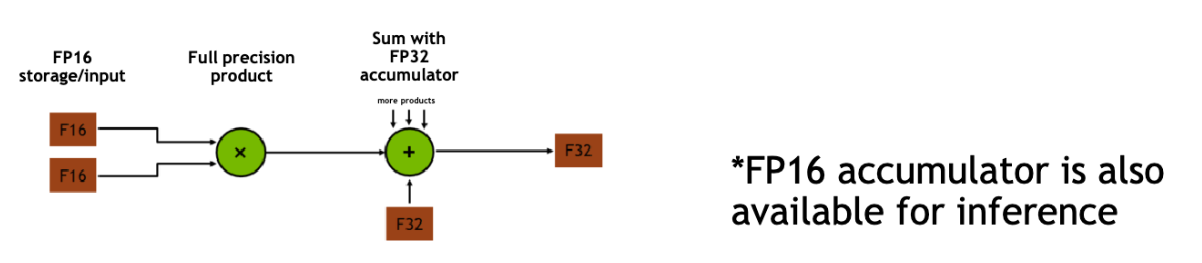 FP16
storage/input
Full precision
product
Sum with
FP32
accumulator
more products
F16
F16
×
+
F32
F32
*FP16 accumulator is also
available for inference